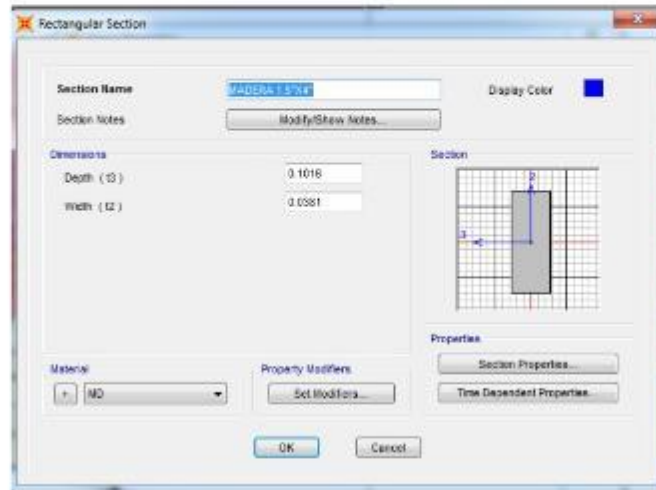 Rectangular Section
Section Name
MADERA 1.5"X4"
Display Color
Section Notes
Modify/Show Notes...
Dimensions
Depth ( t3 )
0.1016
Width ( t2 )
0.0381
Section
2
3
Properties
Section Properties...
Time Dependent Properties...
Material
+
MD
Property Modifiers
Set Modifiers...
OK
Cancel